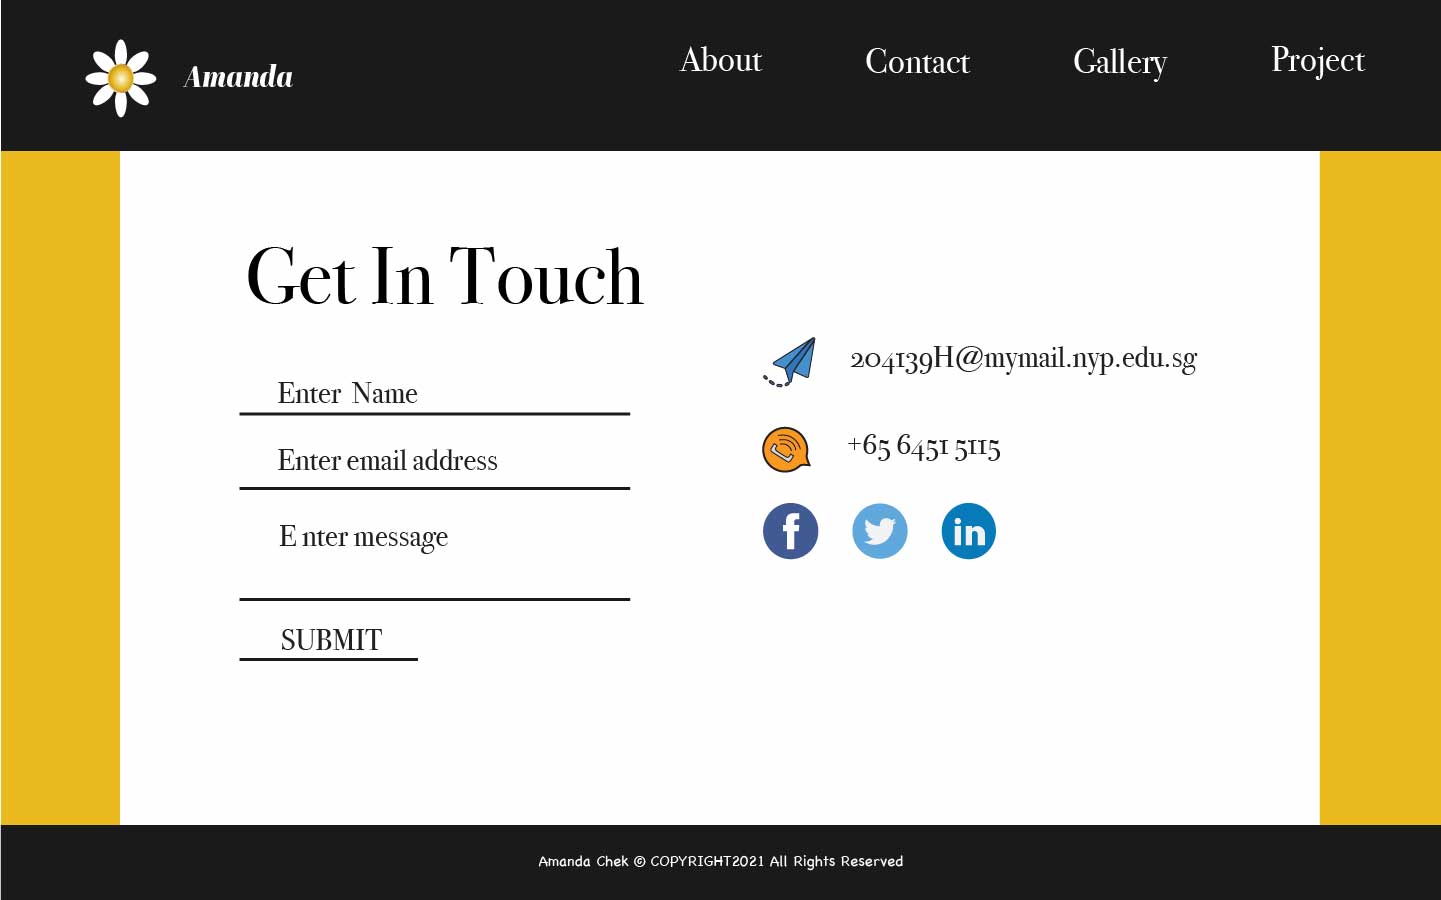 Amanda
About
Contact
Gallery
Project
Get In Touch
Enter Name
Enter email address
E nter message
SUBMIT
204139H@mymail.nyp.edu.sg
+65 6451 5115
f
in
Amanda Chek © COPYRIGHT2021 All Rights Reserved